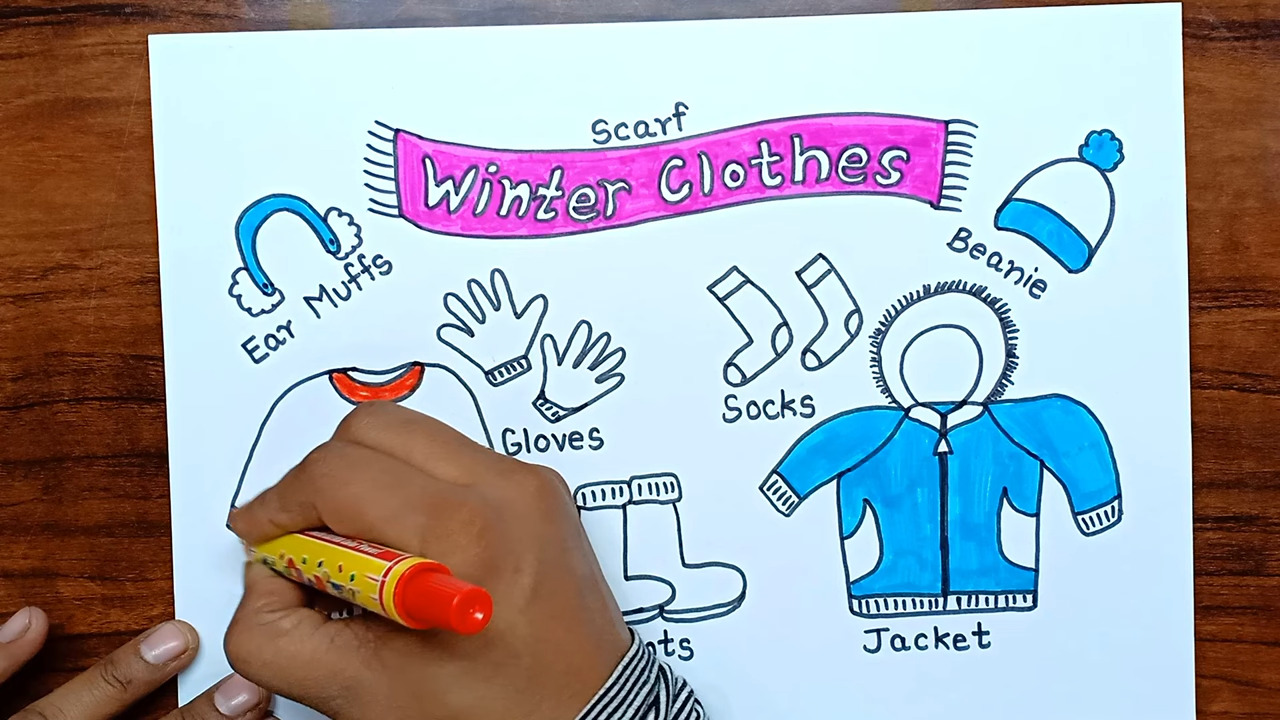 Scarf
Winter Clothes
Ear Muffs
Beanie
Gloves
Socks
Jacket